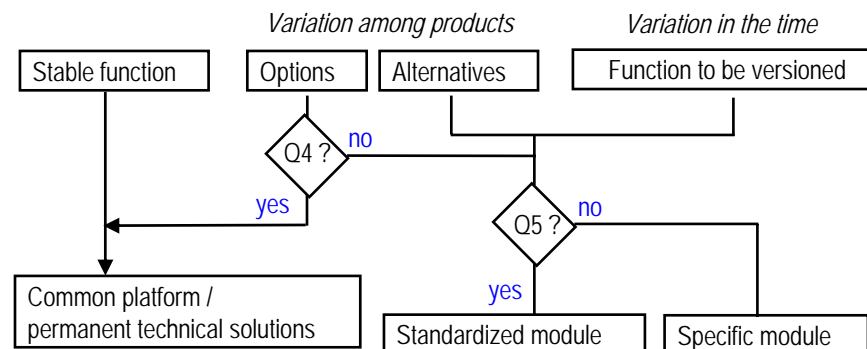 Variation among products
Variation in the time
Stable function
Options
Alternatives
Function to be versioned
Q4 ?
no
yes
Q5 ?
no
yes
Common platform /
permanent technical solutions
Standardized module
Specific module